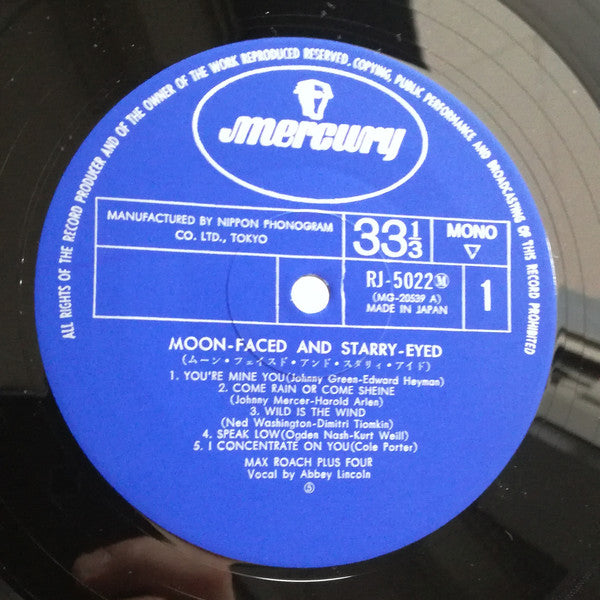 ALL RIGHTS OF THE RECORD PRODUCER AND OF THE OWNER OF THE WORK REPRODUCED RESERVED. COPYING, PUBLIC PERFORMANCE AND BROADCASTING OF THIS RECORD PROHIBITED
mercury
MANUFACTURED BY NIPPON PHONOGRAM
CO. LTD., TOKYO
33 1/3
MONO
▽
RJ-5022Ⓜ
(MG-20539 A)
MADE IN JAPAN
1
MOON-FACED AND STARRY-EYED
(ムーン・フェイスド・アンド・スタリィ・アイド)
1. YOU'RE MINE YOU(Johnny Green-Edward Heyman)
2. COME RAIN OR COME SHEINE
(Johnny Mercer-Harold Arlen)
3. WILD IS THE WIND
(Ned Washington-Dimitri Tiomkin)
4. SPEAK LOW(Ogden Nash-Kurt Weill)
5. I CONCENTRATE ON YOU(Cole Porter)
MAX ROACH PLUS FOUR
Vocal by Abbey Lincoln
⑤